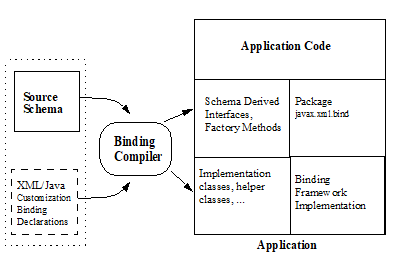 Application Code
Source
Schema
Schema Derived
Interfaces,
Factory Methods
Package
javax.xml.bind
Binding
Compiler
XML/Java
Customization
Binding
Declarations
Implementation
classes, helper
classes, ...
Binding
Framework
Implementation
Application